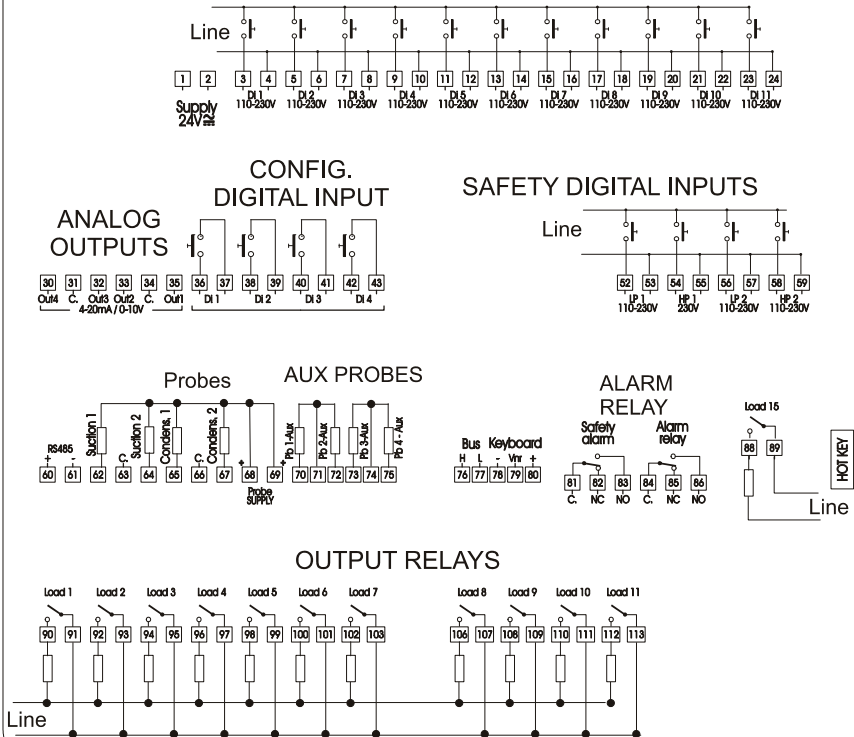 Line
1 2 3 4 5 6 7 8 9 10 11 12 13 14 15 16 17 18 19 20 21 22 23 24
Supply
24V≂
DI 1 DI 2 DI 3 DI 4 DI 5 DI 6 DI 7 DI 8 DI 9 DI 10 DI 11
110-230V 110-230V 110-230V 110-230V 110-230V 110-230V 110-230V 110-230V 110-230V 110-230V 110-230V
CONFIG.
DIGITAL INPUT
ANALOG
OUTPUTS
30 31 32 33 34 35 36 37 38 39 40 41 42 43
Out4 C. Out3 Out2 C. Out1 DI 1 DI 2 DI 3 DI 4
4-20mA / 0-10V
SAFETY DIGITAL INPUTS
Line
52 53 54 55 56 57 58 59
LP 1 HP 1 LP 2 HP 2
110-230V 230V 110-230V 110-230V
Probes
RS485
+ -
Suction 1
C.
Suction 2
Condens. 1
C.
Condens. 2
+ +
60 61 62 63 64 65 66 67 68 69
Probe
SUPPLY
AUX PROBES
Pb 1-Aux
Pb 2-Aux
Pb 3-Aux
Pb 4 - Aux
70 71 72 73 74 75
Bus Keyboard
H L - Vnr +
76 77 78 79 80
ALARM
RELAY
Safety
alarm
Alarm
relay
81 82 83 84 85 86
C. NC NO C. NC NO
Load 15
88 89
Line
HOT KEY
OUTPUT RELAYS
Load 1 Load 2 Load 3 Load 4 Load 5 Load 6 Load 7 Load 8 Load 9 Load 10 Load 11
90 91 92 93 94 95 96 97 98 99 100 101 102 103 106 107 108 109 110 111 112 113
Line